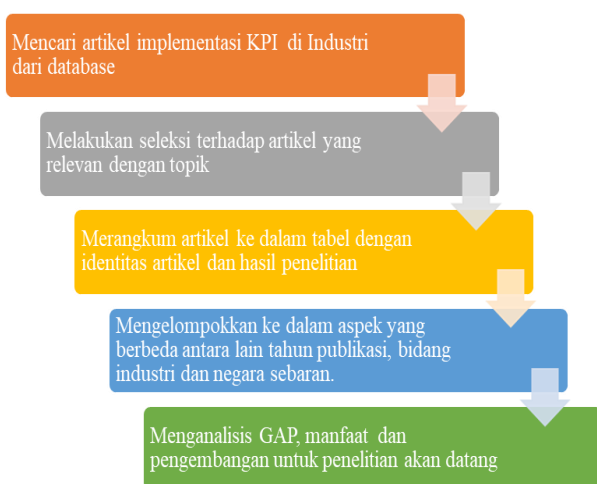 Mencari artikel implementasi KPI di Industri
dari database
Melakukan seleksi terhadap artikel yang
relevan dengan topik
Merangkum artikel ke dalam tabel dengan
identitas artikel dan hasil penelitian
Mengelompokkan ke dalam aspek yang
berbeda antara lain tahun publikasi, bidang
industri dan negara sebaran.
Menganalisis GAP, manfaat dan
pengembangan untuk penelitian akan datang